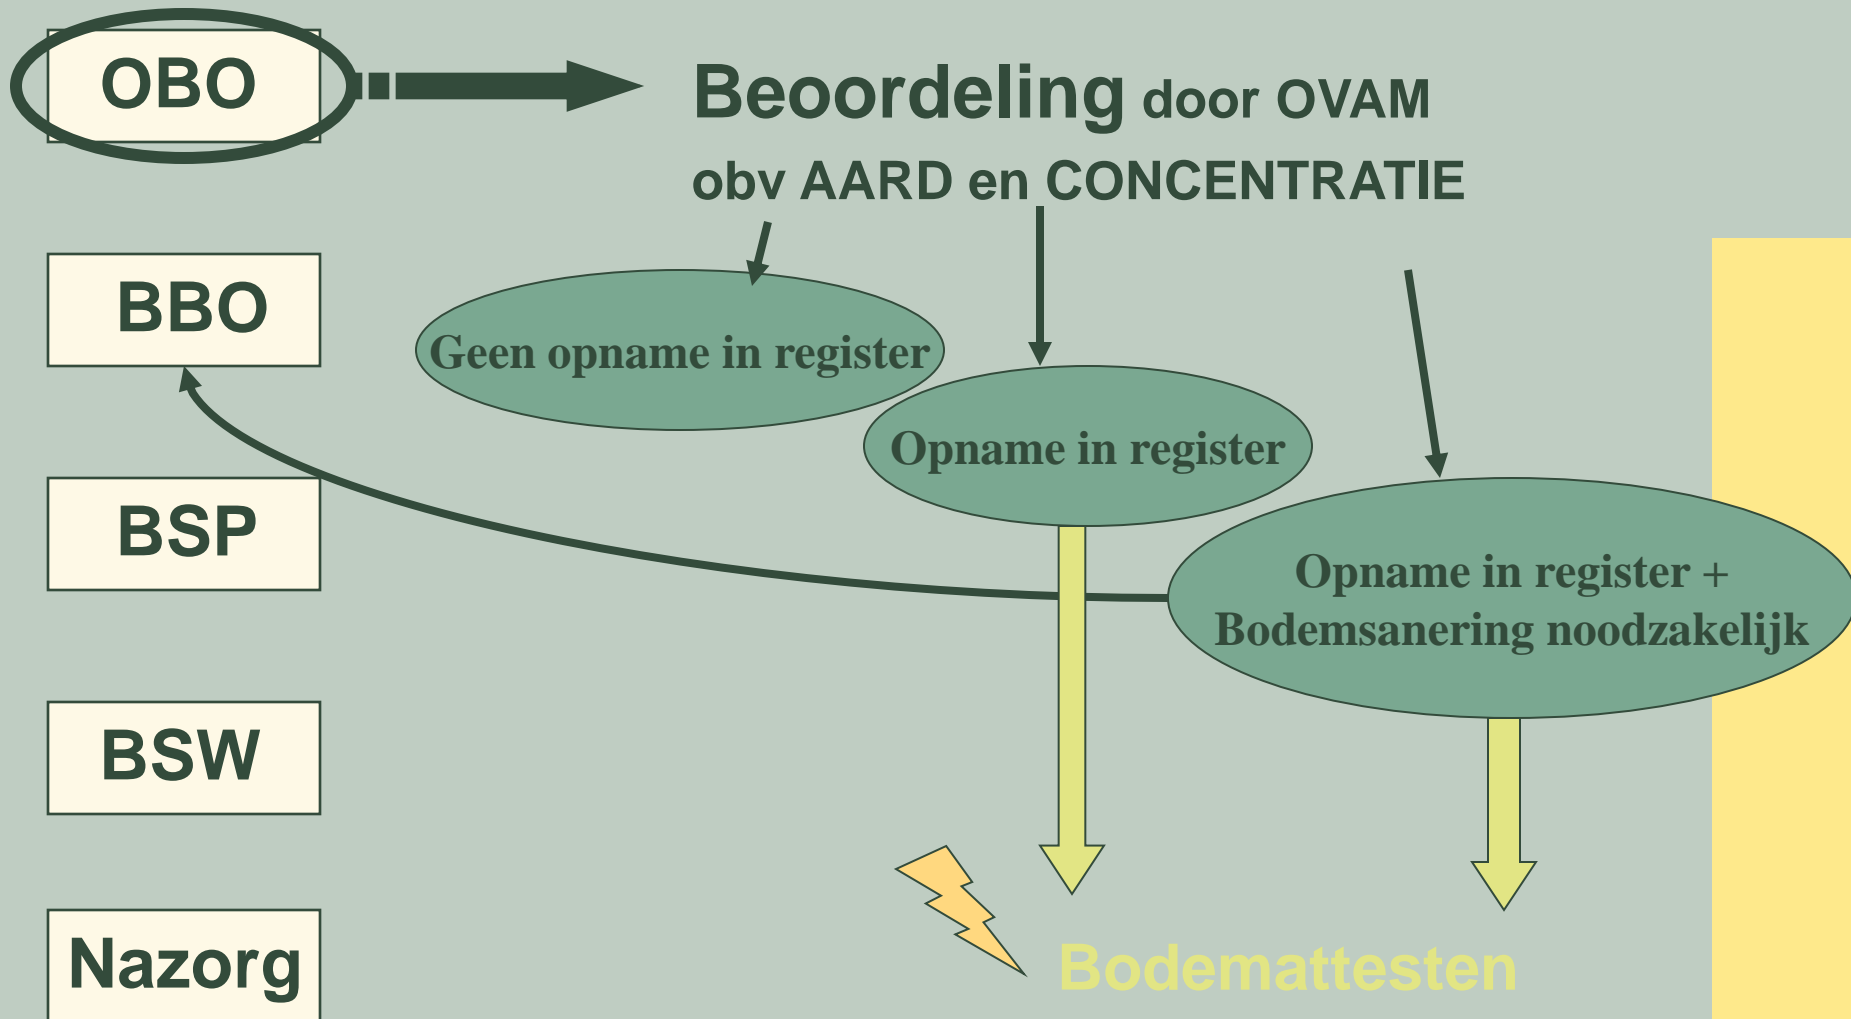 OBO
Beoordeling door OVAM
obv AARD en CONCENTRATIE
BBO
Geen opname in register
Opname in register
BSP
Opname in register +
Bodemsanering noodzakelijk
BSW
Nazorg
Bodemattesten